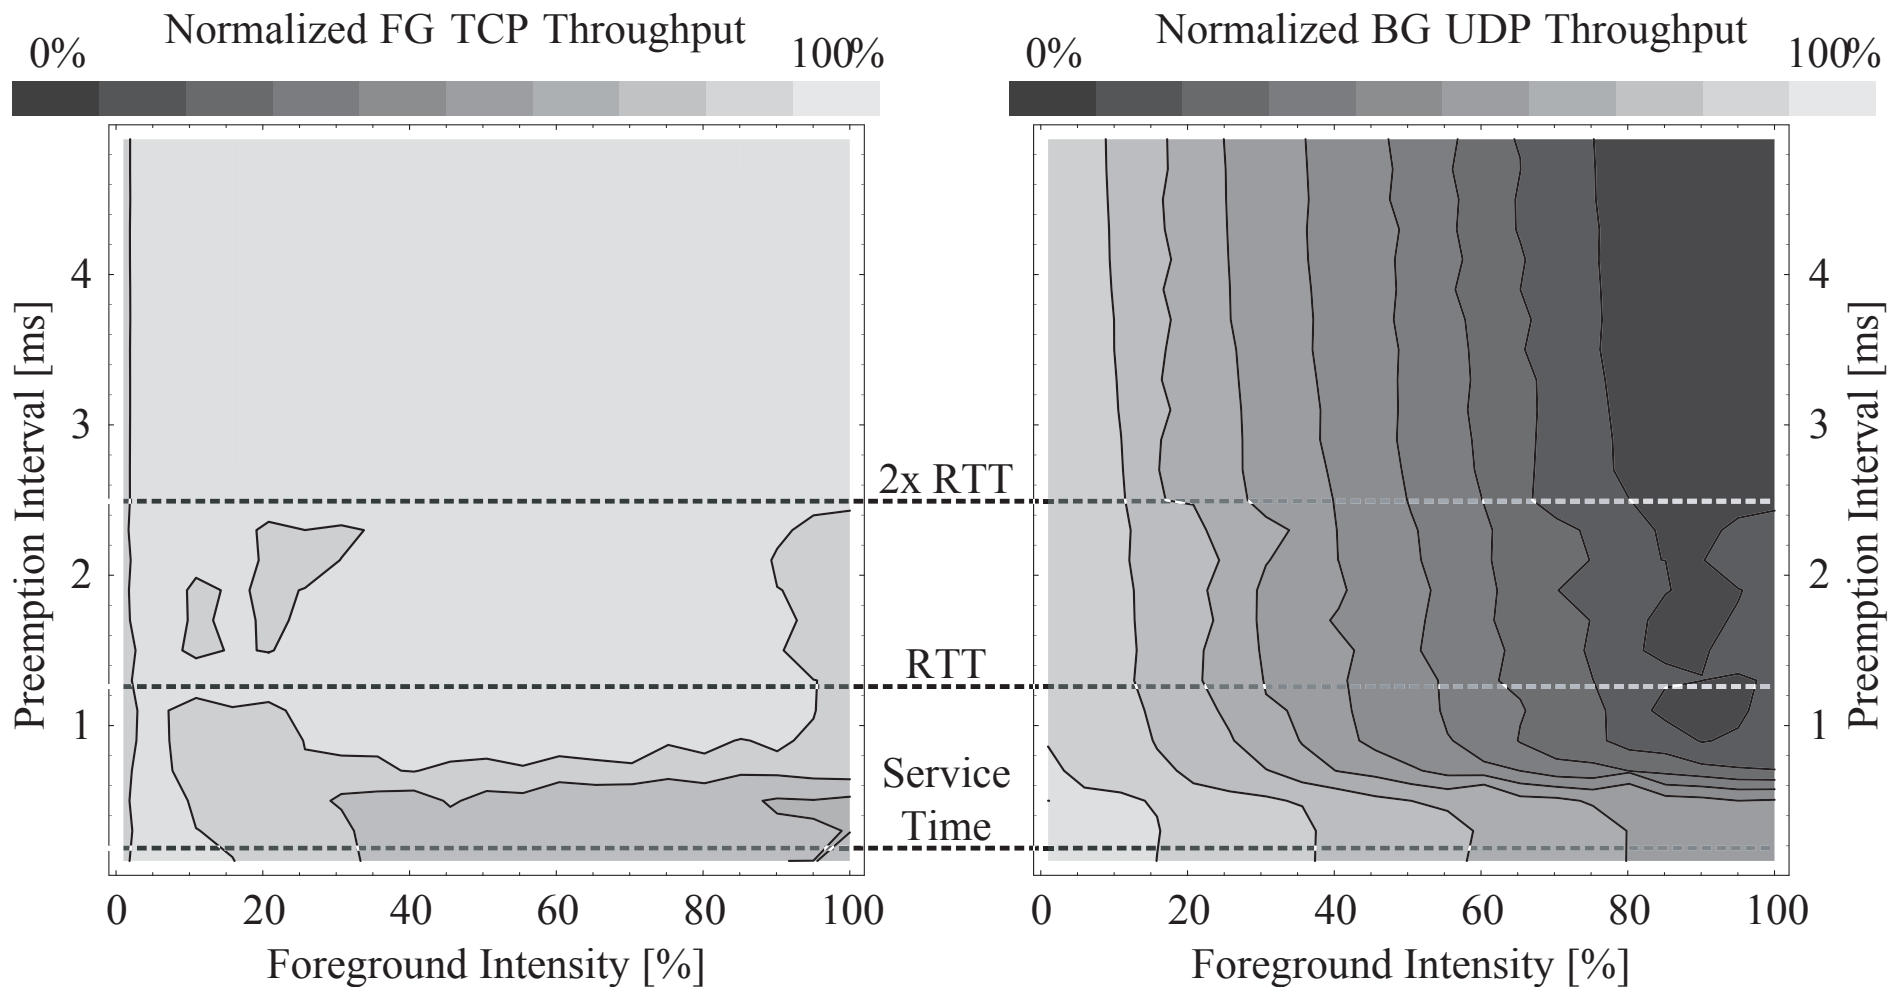 Normalized FG TCP Throughput
0% 100%
Normalized BG UDP Throughput
0% 100%
Preemption Interval [ms]
4
3
2
1
0 20 40 60 80 100
Foreground Intensity [%]
2x RTT
RTT
Service
Time
4
3
2
1
Preemption Interval [ms]
0 20 40 60 80 100
Foreground Intensity [%]